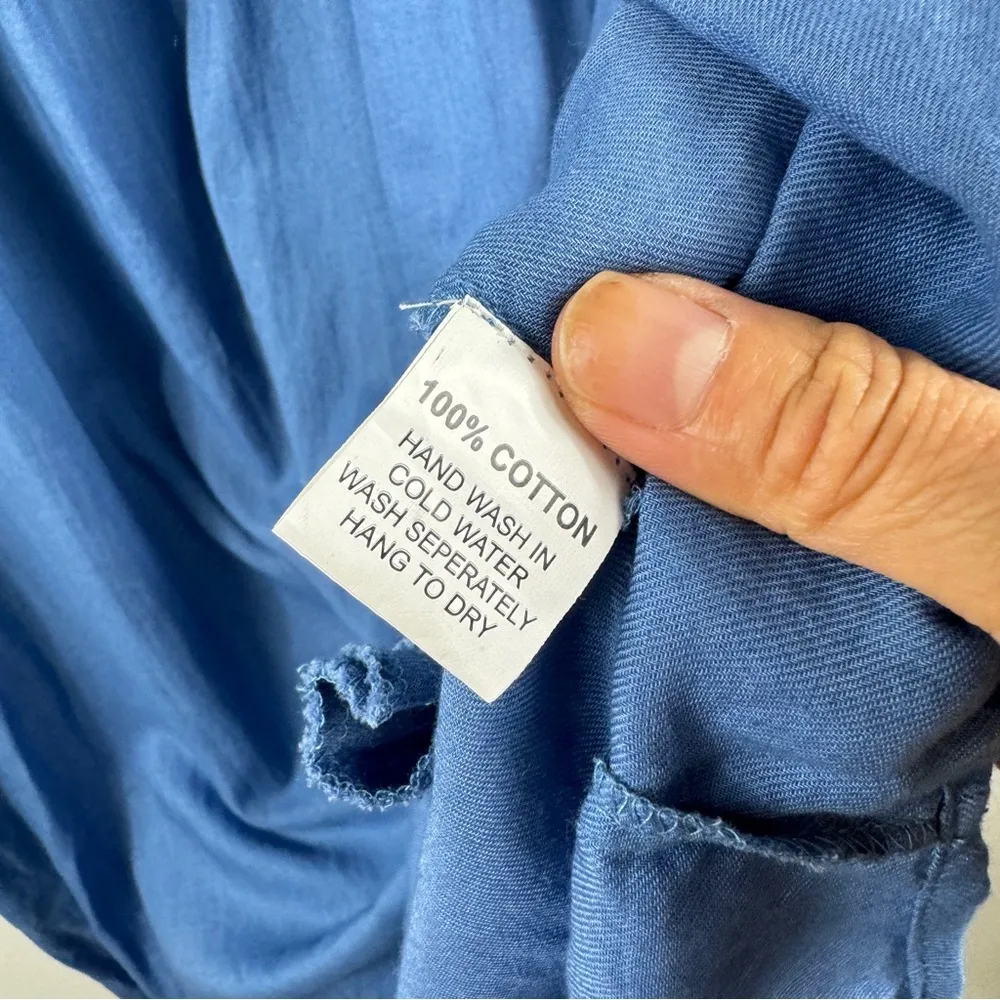 100% COTTON
HAND WASH IN
COLD WATER
WASH SEPERATELY
HANG TO DRY